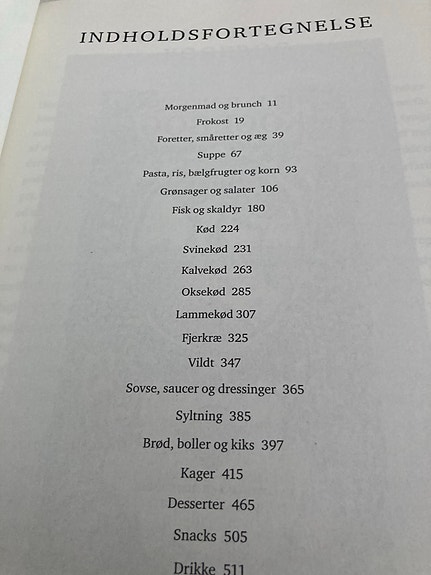 INDHOLDSFORTEGNELSE
Morgenmad og brunch 11
Frokost 19
Foretter, småretter og æg 39
Suppe 67
Pasta, ris, bælgfrugter og korn 93
Grønsager og salater 106
Fisk og skaldyr 180
Kød 224
Svinekød 231
Kalvekød 263
Oksekød 285
Lammekød 307
Fjerkræ 325
Vildt 347
Sovse, saucer og dressinger 365
Syltning 385
Brød, boller og kiks 397
Kager 415
Desserter 465
Snacks 505
Drikke 511